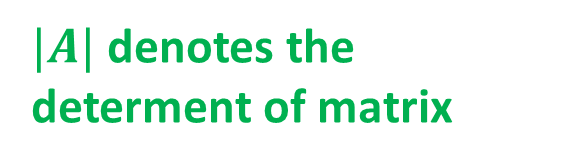 |A| denotes the
determent of matrix